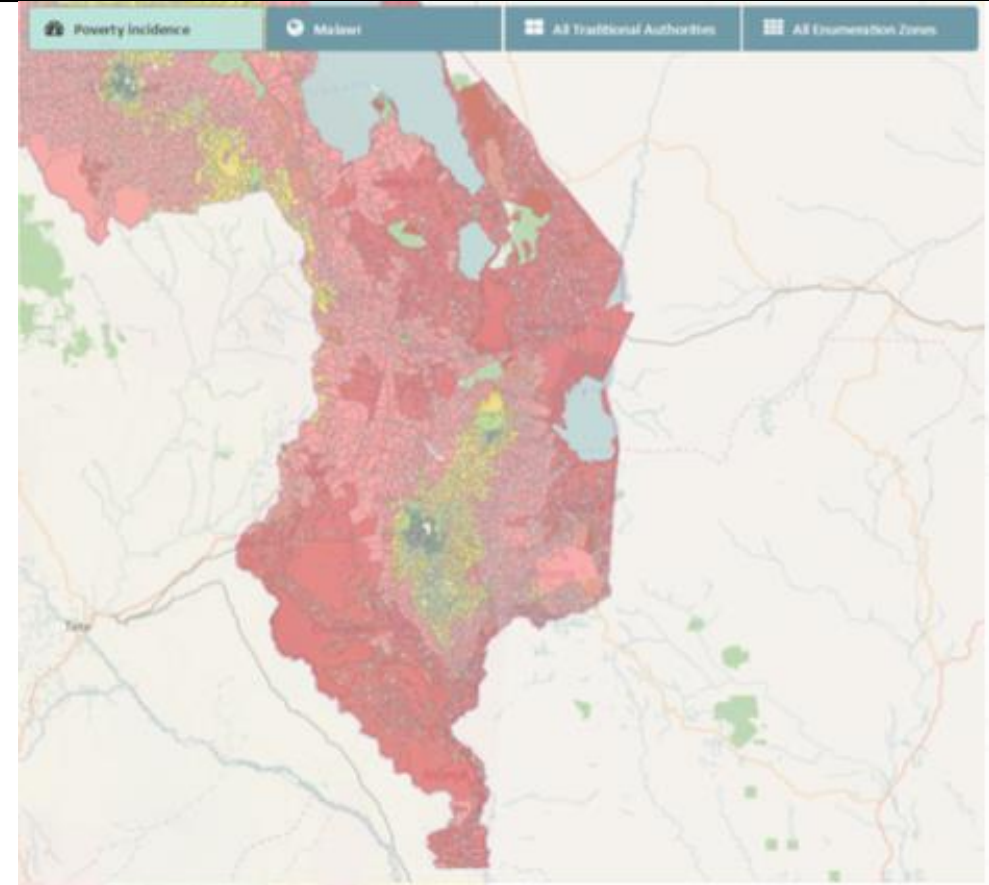 Poverty incidence
Malawi
All Traditional Authorities
All Enumeration Zones
Tete